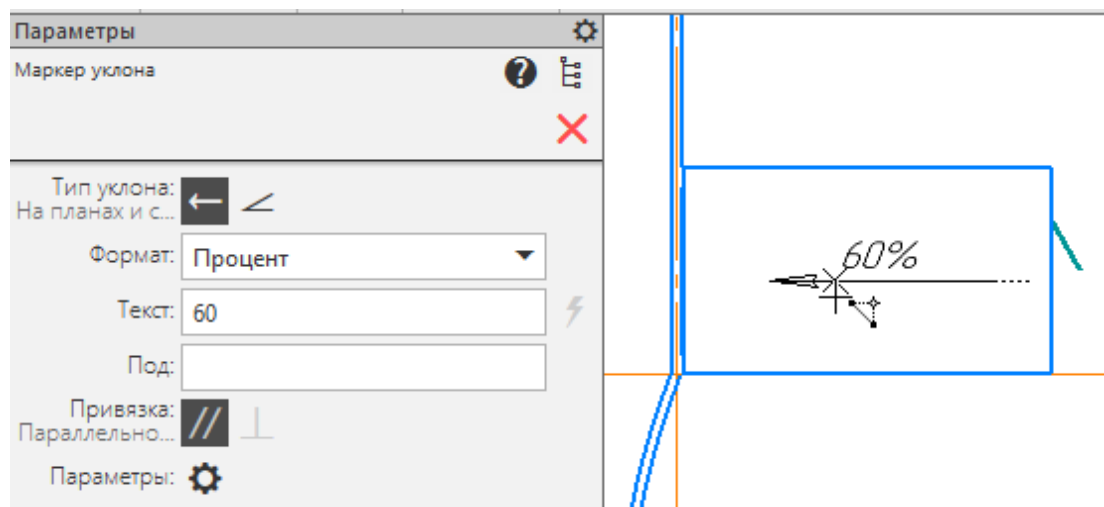 Параметры
Маркер уклона
Тип уклона:
На планах и с...
Формат: Процент
Текст: 60
Под:
Привязка:
Параллельно...
Параметры:
60%